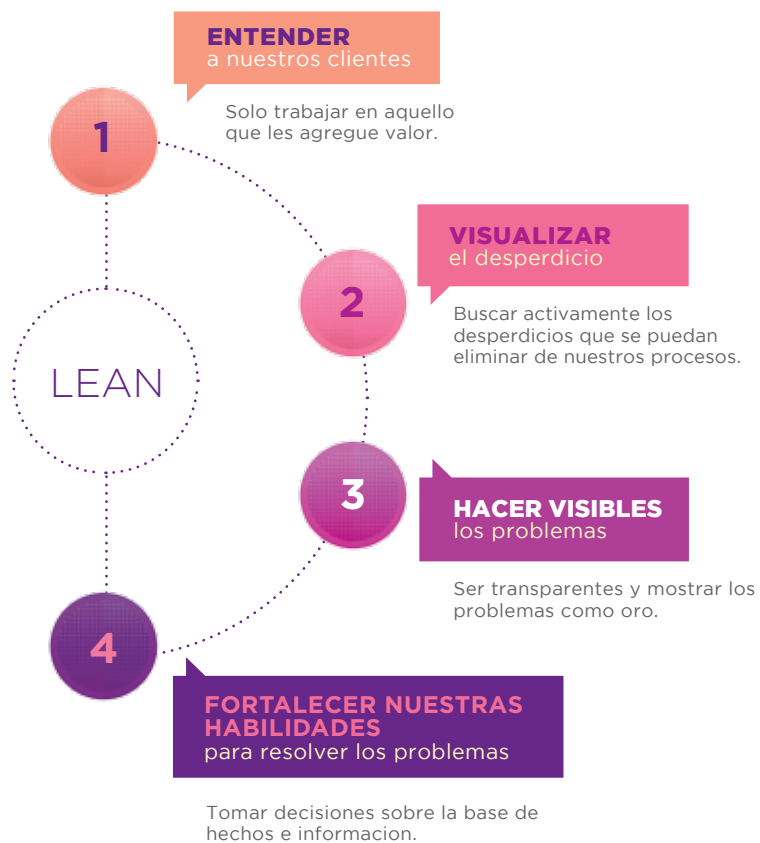 ENTENDER
a nuestros clientes
1
Solo trabajar en aquello
que les agregue valor.
VISUALIZAR
el desperdicio
2
Buscar activamente los
desperdicios que se puedan
eliminar de nuestros procesos.
LEAN
3
HACER VISIBLES
los problemas
Ser transparentes y mostrar los
problemas como oro.
4
FORTALECER NUESTRAS
HABILIDADES
para resolver los problemas
Tomar decisiones sobre la base de
hechos e informacion.